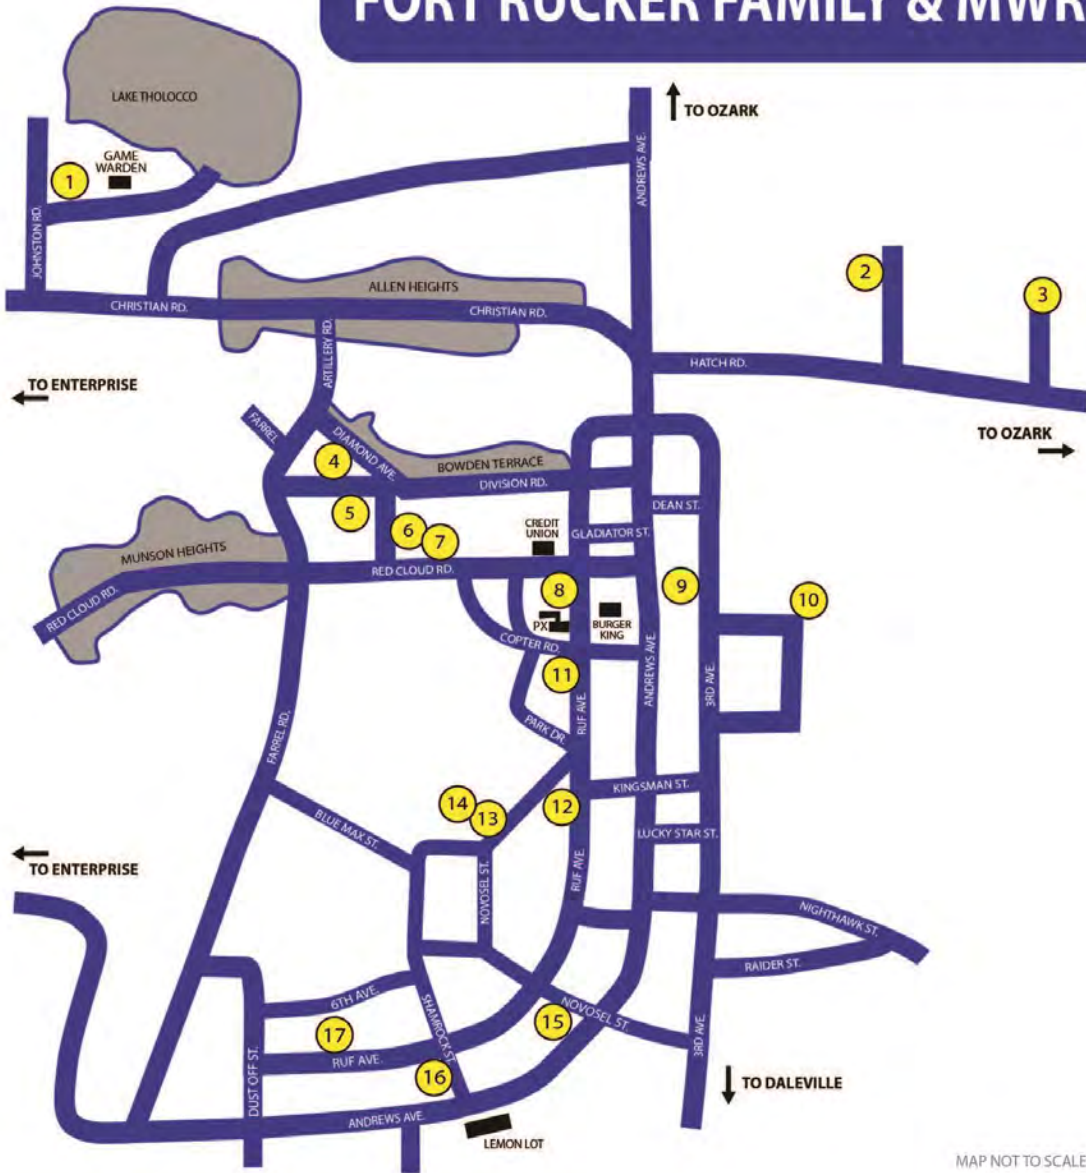 FORT RUCKER FAMILY & MWR
LAKE THOLOCCO
TO OZARK
GAME
WARDEN
1
JOHNSTON RD.
ANDREWS AVE.
2
3
ALLEN HEIGHTS
CHRISTIAN RD.
CHRISTIAN RD.
ARTILLERY RD.
HATCH RD.
TO ENTERPRISE
TO OZARK
FARREL
DIAMOND AVE.
4
BOWDEN TERRACE
DIVISION RD.
DEAN ST.
5
6
7
CREDIT
UNION
GLADIATOR ST.
MUNSON HEIGHTS
RED CLOUD RD.
RED CLOUD RD.
8
9
10
PX
BURGER
KING
COPTER RD.
11
ANDREWS AVE.
3RD AVE.
RUF AVE.
PARK DR.
FARREL RD.
KINGSMAN ST.
14
13
12
BLUE MAX ST.
LUCKY STAR ST.
TO ENTERPRISE
NOVOSEL ST.
RUF AVE.
NIGHTHAWK ST.
RAIDER ST.
6TH AVE.
SHAMROCK ST.
NOVOSEL ST.
15
17
RUF AVE.
3RD AVE.
16
DUST OFF ST.
TO DALEVILLE
ANDREWS AVE.
LEMON LOT
MAP NOT TO SCALE